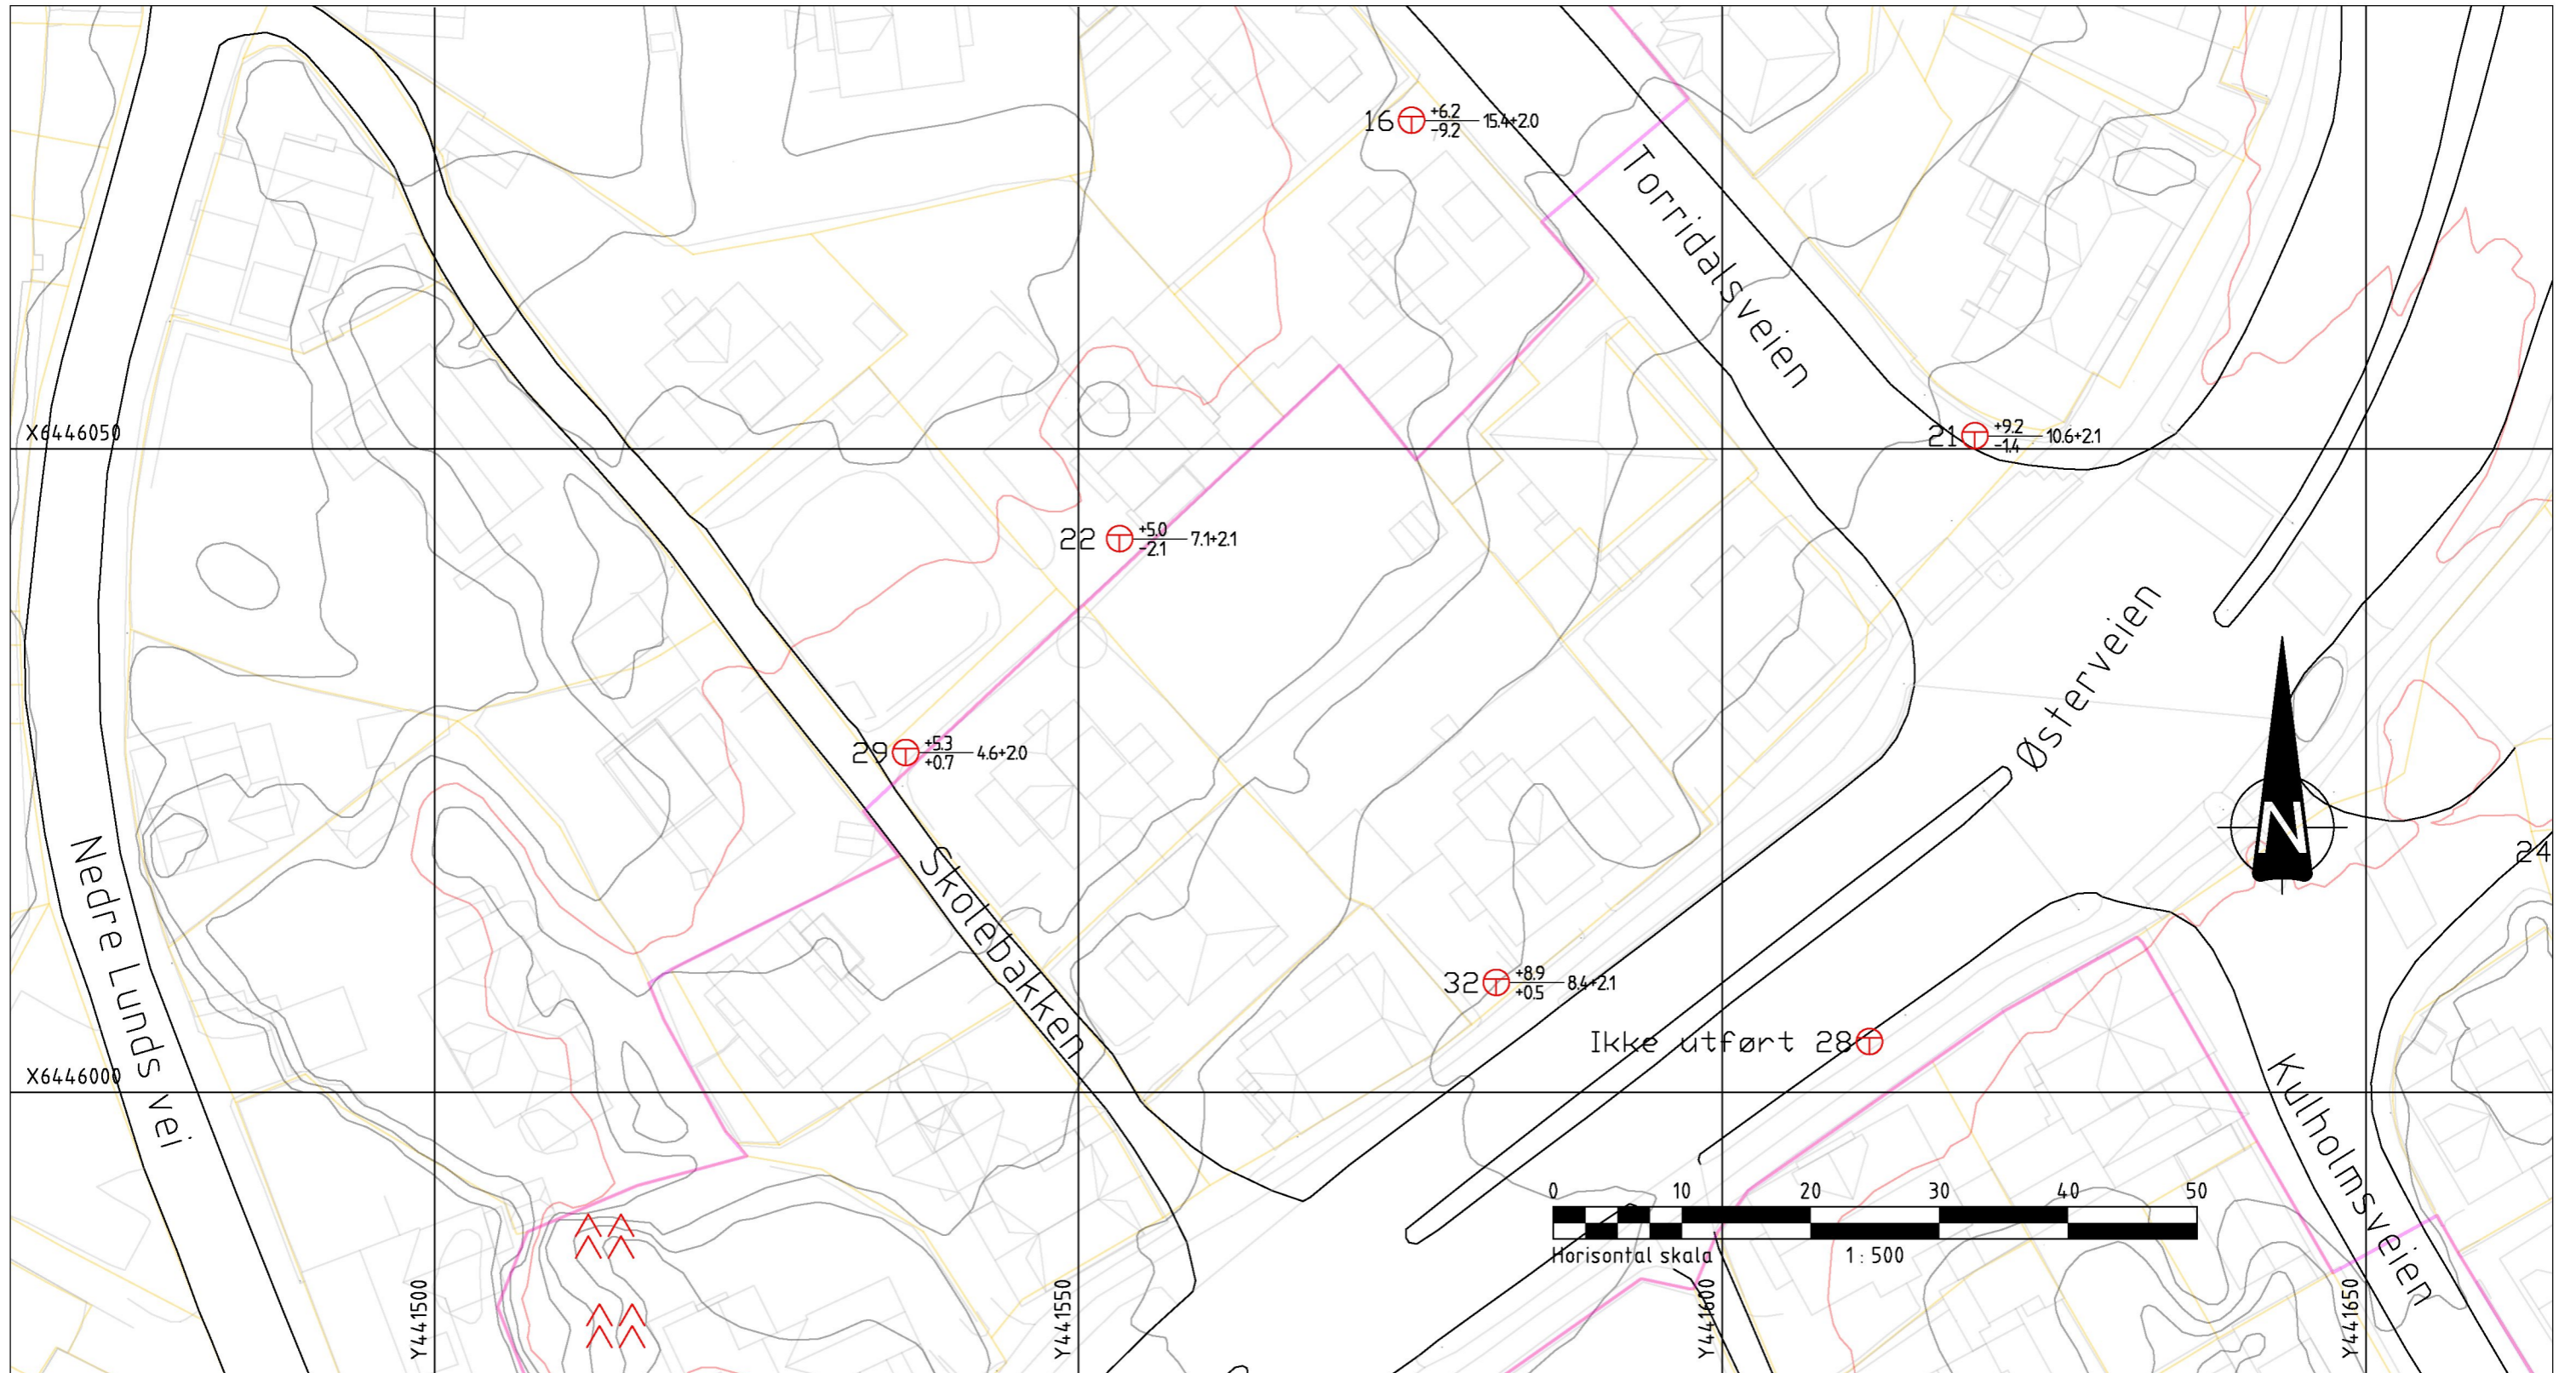 16 +6.2 15.4+2.0
-9.2
Torridalsveien
X6446050
21 +9.2 10.6+2.1
-1.4
22 +5.0 7.1+2.1
-2.1
Østerveien
29 +5.3 4.6+2.0
+0.7
N
24
Nedre Lunds vei
Skolebakken
32 +8.9 8.4+2.1
+0.5
Ikke utført 28
X6446000
Kulholmsveien
0 10 20 30 40 50
Horisontal skala 1 : 500
Y441500
Y441550
Y441600
Y441650